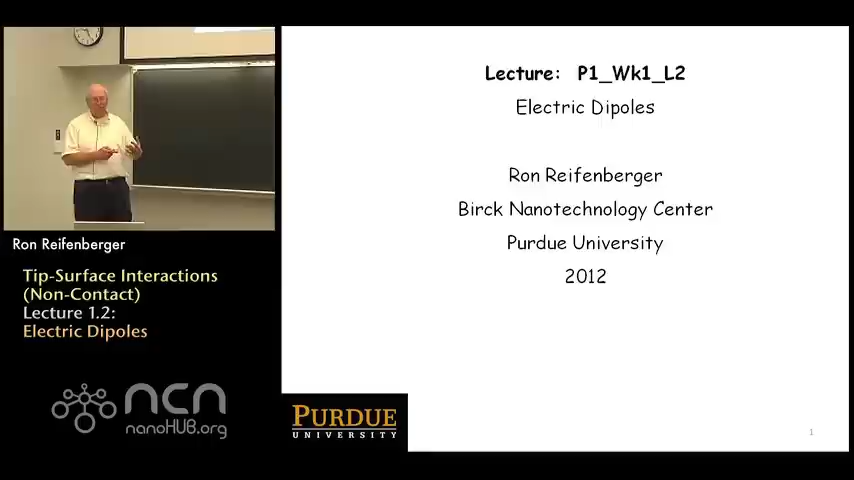 Lecture: P1_Wk1_L2
Electric Dipoles
Ron Reifenberger
Birck Nanotechnology Center
Purdue University
2012
1
Ron Reifenberger
Tip-Surface Interactions
(Non-Contact)
Lecture 1.2:
Electric Dipoles
ncn
nanoHUB.org
PURDUE
UNIVERSITY